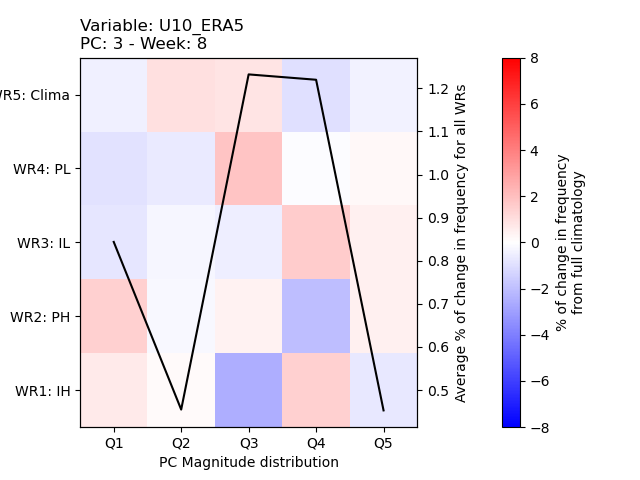 Variable: U10_ERA5
PC: 3 - Week: 8
WR5: Clima
WR4: PL
WR3: IL
WR2: PH
WR1: IH
Q1 Q2 Q3 Q4 Q5
PC Magnitude distribution
1.2
1.1
1.0
0.9
0.8
0.7
0.6
0.5
Average % of change in frequency for all WRs
8
6
4
2
0
−2
−4
−6
−8
% of change in frequency
from full climatology